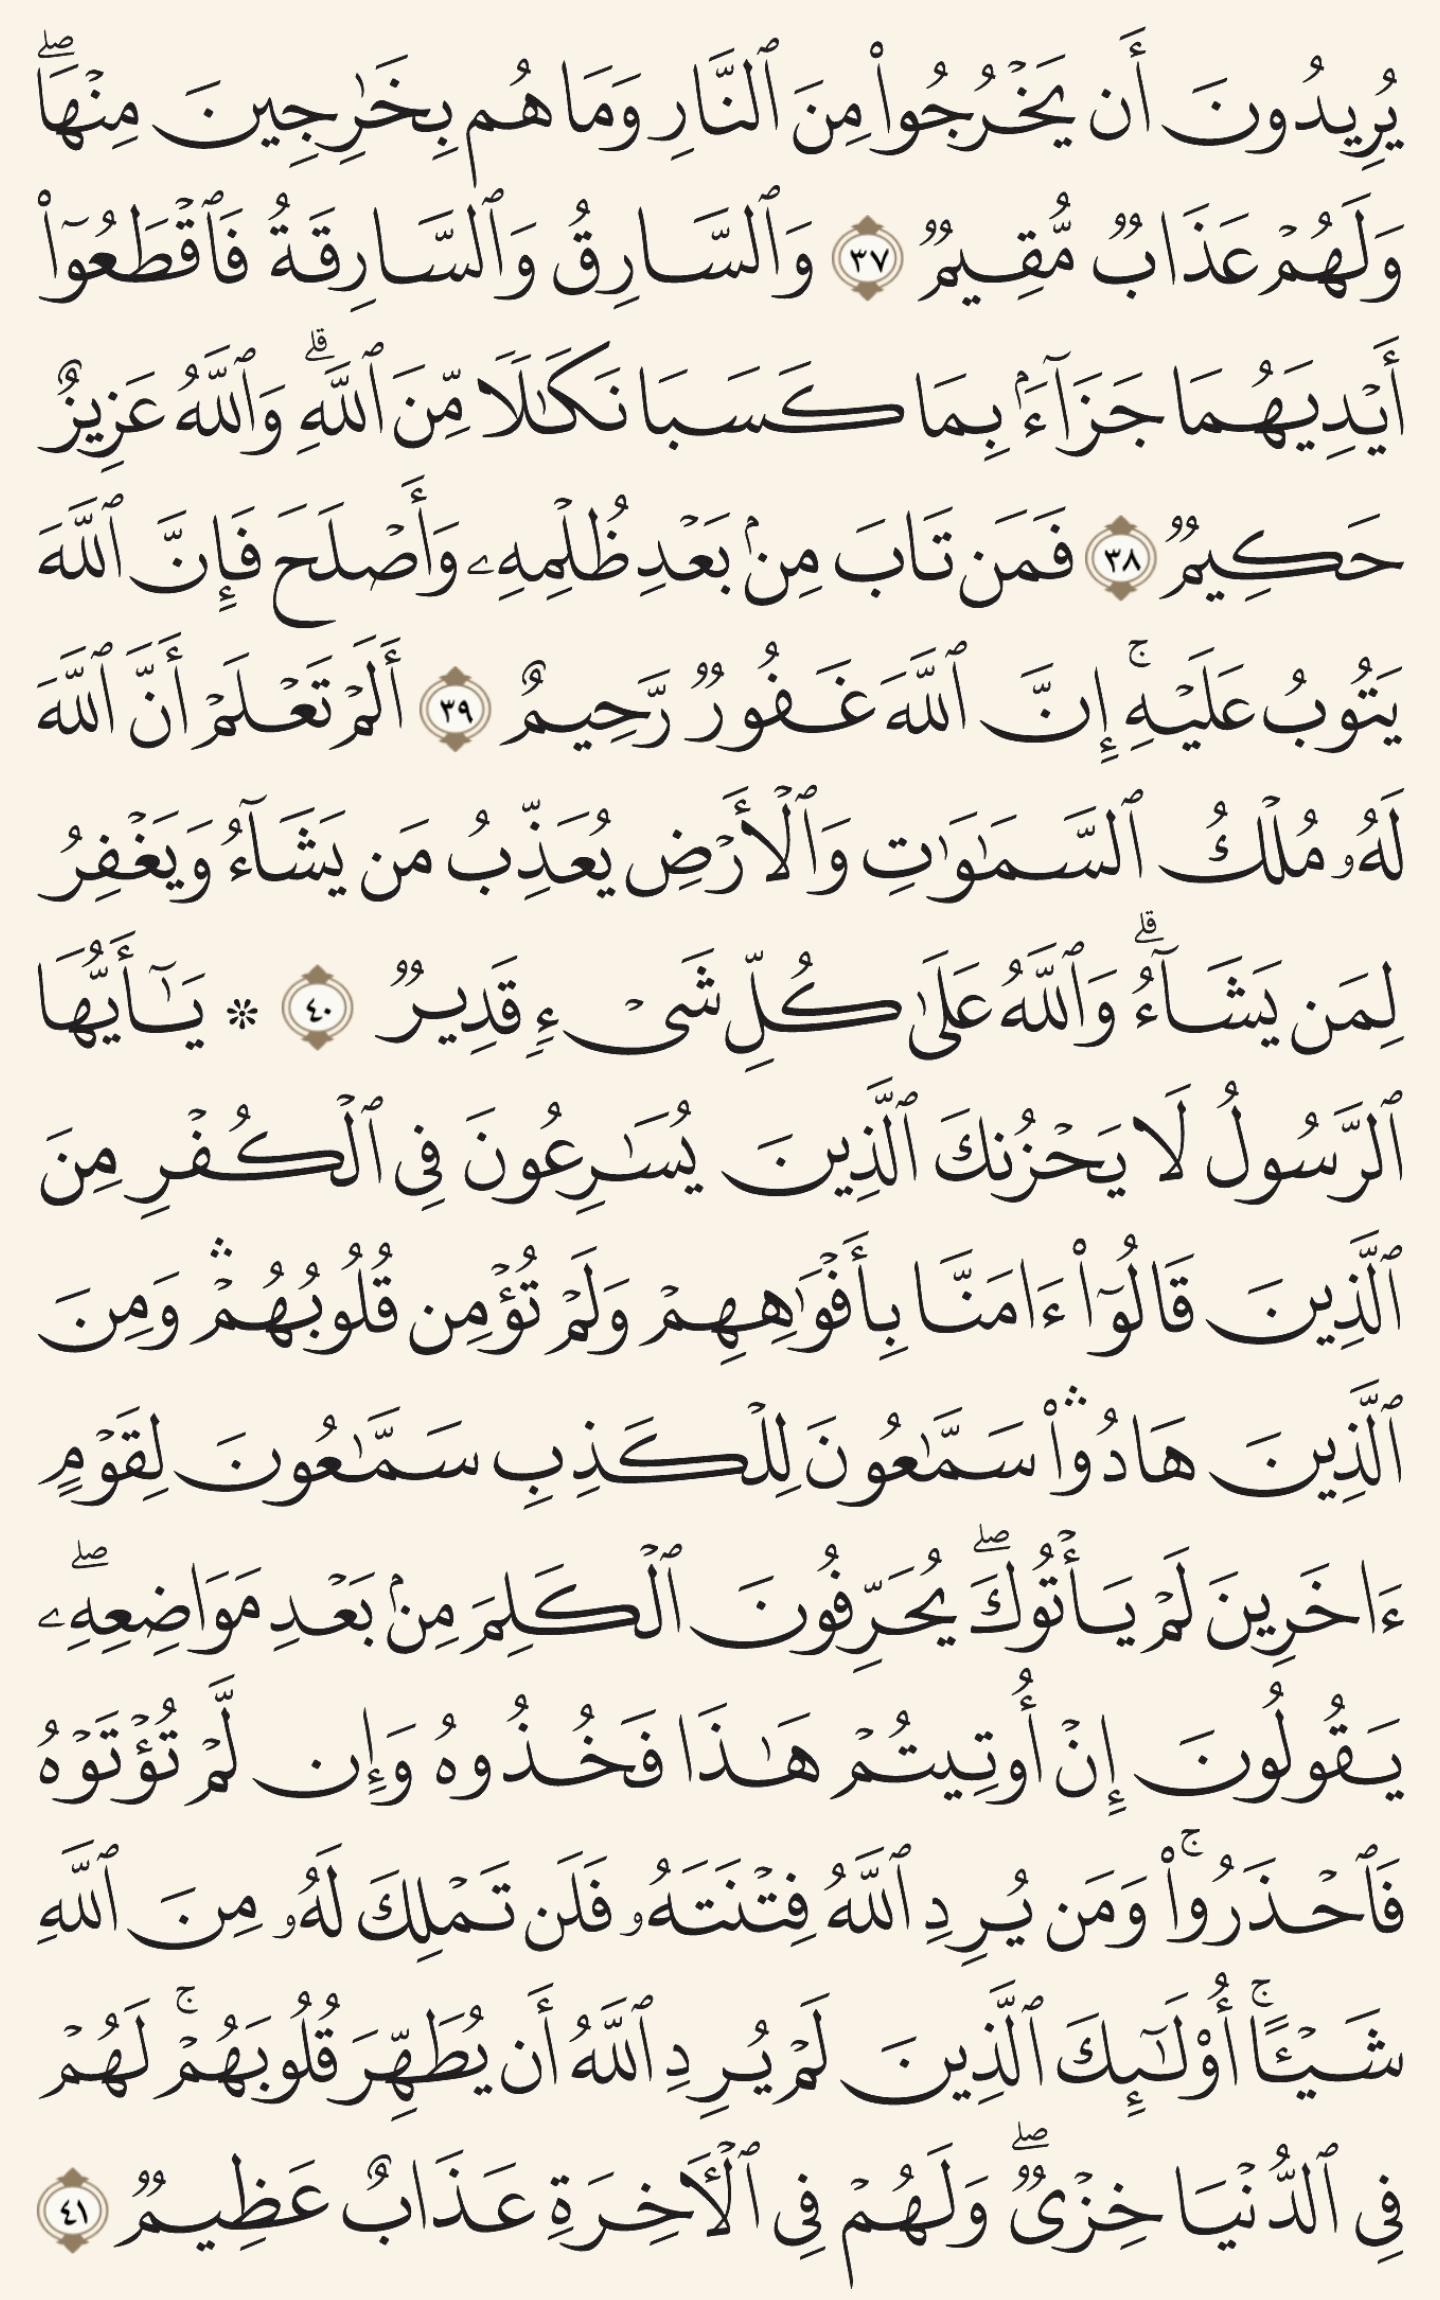 يُرِيدُونَ أَن يَخۡرُجُواْ مِنَ ٱلنَّارِ وَمَا هُم بِخَٰرِجِينَ مِنۡهَاۖ
وَلَهُمۡ عَذَابٞ مُّقِيمٞ ٣٧ وَٱلسَّارِقُ وَٱلسَّارِقَةُ فَٱقۡطَعُوٓاْ
أَيۡدِيَهُمَا جَزَآءَۢ بِمَا كَسَبَا نَكَٰلٗا مِّنَ ٱللَّهِۗ وَٱللَّهُ عَزِيزٌ
حَكِيمٞ ٣٨ فَمَن تَابَ مِنۢ بَعۡدِ ظُلۡمِهِۦ وَأَصۡلَحَ فَإِنَّ ٱللَّهَ
يَتُوبُ عَلَيۡهِۚ إِنَّ ٱللَّهَ غَفُورٞ رَّحِيمٌ ٣٩ أَلَمۡ تَعۡلَمۡ أَنَّ ٱللَّهَ
لَهُۥ مُلۡكُ ٱلسَّمَٰوَٰتِ وَٱلۡأَرۡضِ يُعَذِّبُ مَن يَشَآءُ وَيَغۡفِرُ
لِمَن يَشَآءُۗ وَٱللَّهُ عَلَىٰ كُلِّ شَيۡءٖ قَدِيرٞ ٤٠ ۞ يَٰٓأَيُّهَا
ٱلرَّسُولُ لَا يَحۡزُنكَ ٱلَّذِينَ يُسَٰرِعُونَ فِي ٱلۡكُفۡرِ مِنَ
ٱلَّذِينَ قَالُوٓاْ ءَامَنَّا بِأَفۡوَٰهِهِمۡ وَلَمۡ تُؤۡمِن قُلُوبُهُمۡۛ وَمِنَ
ٱلَّذِينَ هَادُواْۛ سَمَّٰعُونَ لِلۡكَذِبِ سَمَّٰعُونَ لِقَوۡمٍ
ءَاخَرِينَ لَمۡ يَأۡتُوكَۖ يُحَرِّفُونَ ٱلۡكَلِمَ مِنۢ بَعۡدِ مَوَاضِعِهِۦۖ
يَقُولُونَ إِنۡ أُوتِيتُمۡ هَٰذَا فَخُذُوهُ وَإِن لَّمۡ تُؤۡتَوۡهُ
فَٱحۡذَرُواْۚ وَمَن يُرِدِ ٱللَّهُ فِتۡنَتَهُۥ فَلَن تَمۡلِكَ لَهُۥ مِنَ ٱللَّهِ
شَيۡـًٔاۚ أُوْلَٰٓئِكَ ٱلَّذِينَ لَمۡ يُرِدِ ٱللَّهُ أَن يُطَهِّرَ قُلُوبَهُمۡۚ لَهُمۡ
فِي ٱلدُّنۡيَا خِزۡيٞۖ وَلَهُمۡ فِي ٱلۡأٓخِرَةِ عَذَابٌ عَظِيمٞ ٤١